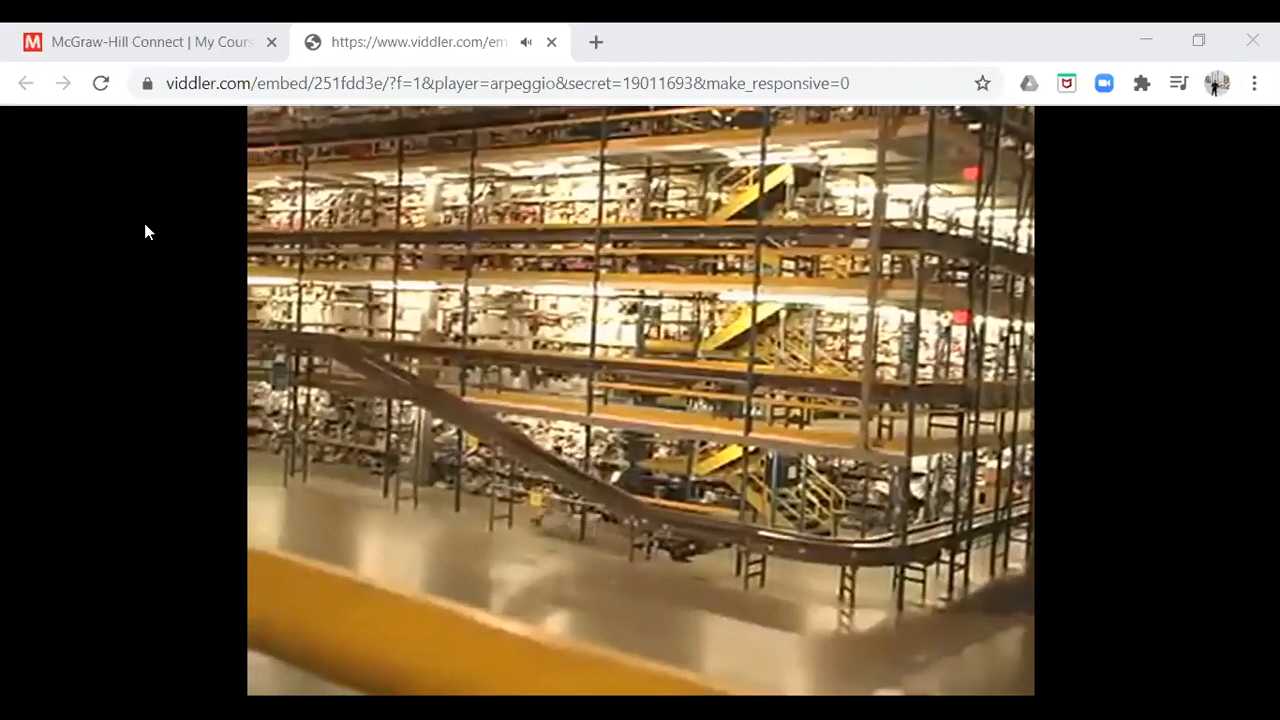 McGraw-Hill Connect | My Cours
https://www.viddler.com/em
viddler.com/embed/251fdd3e/?f=1&player=arpeggio&secret=19011693&make_responsive=0